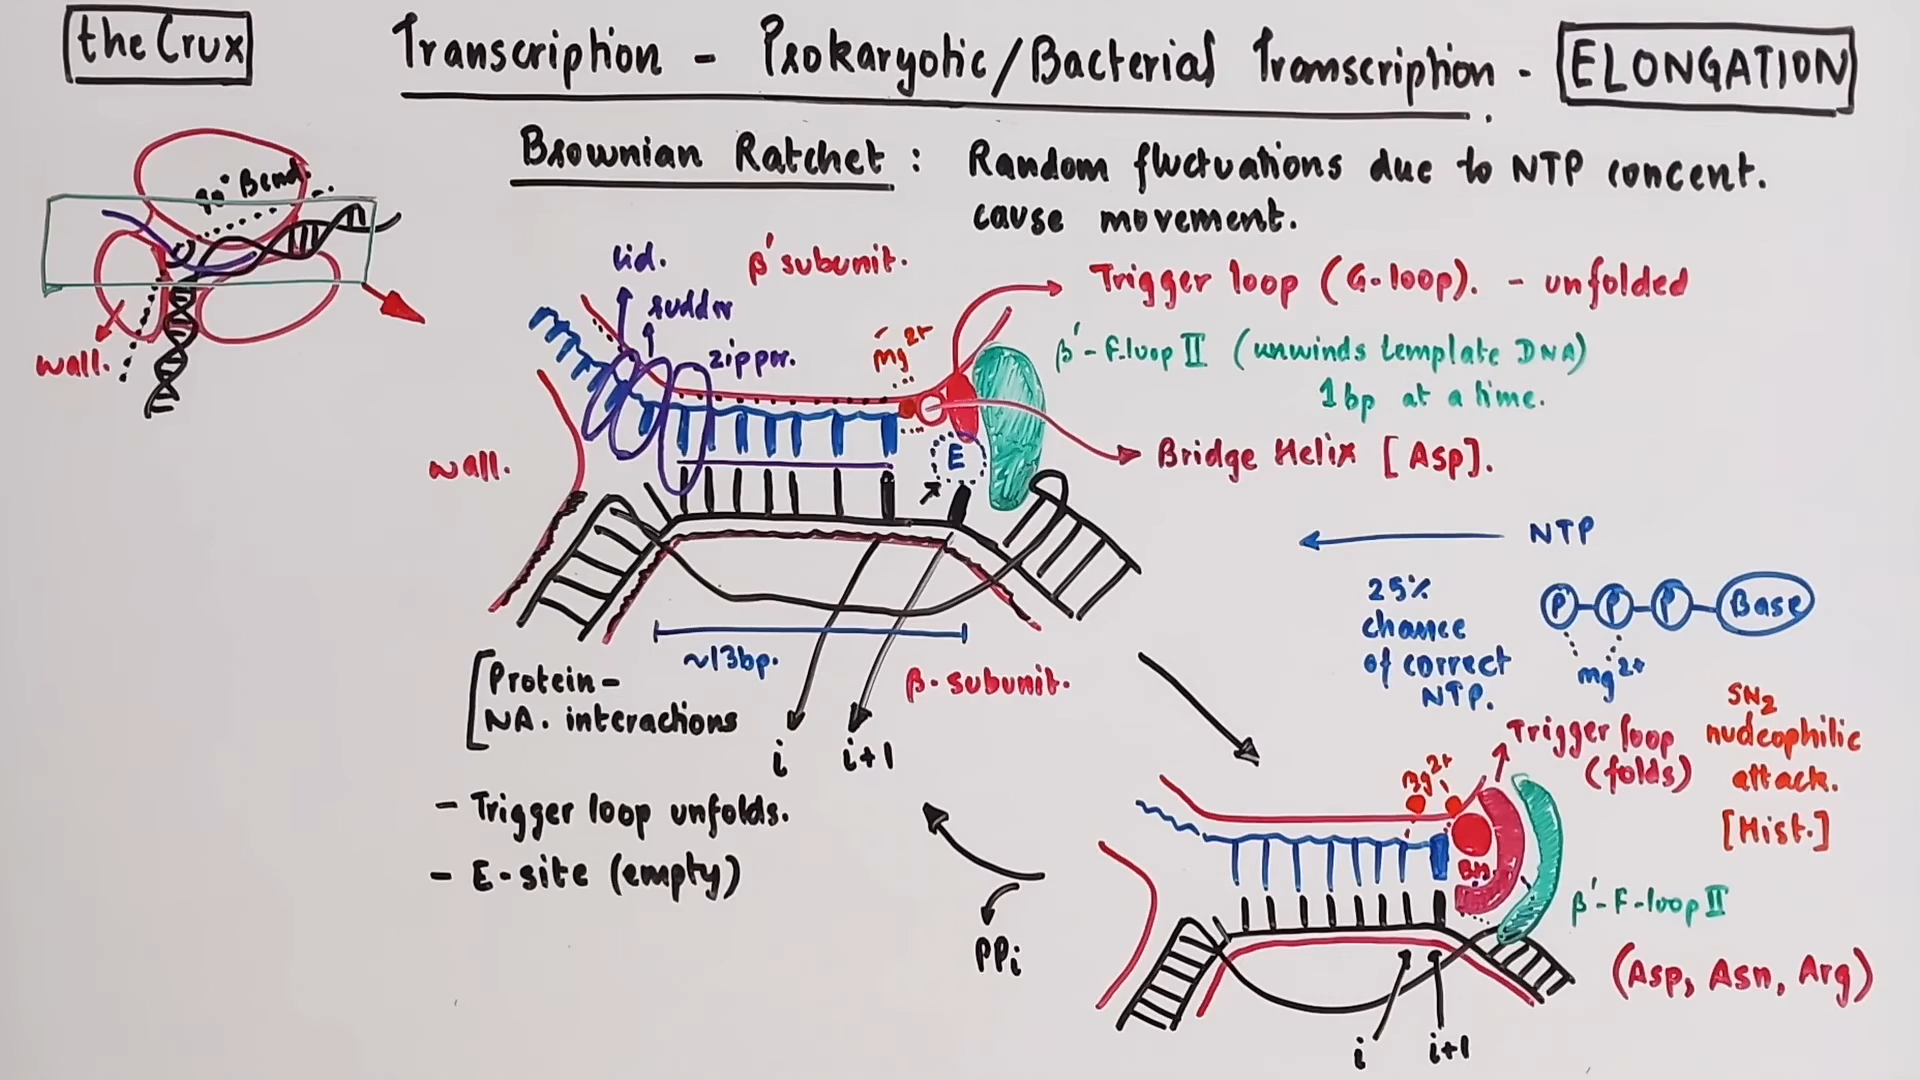 the Crux
Transcription - Prokaryotic/Bacterial Transcription - ELONGATION
Brownian Ratchet : Random fluctuations due to NTP concent.
cause movement.
90° Bend.
wall.
lid.
rudder
zipper.
β' subunit.
Mg2+
Trigger loop (G-loop). - unfolded
β'- F-loop II (unwinds template DNA)
1bp at a time.
Bridge Helix [Asp].
E
wall.
NTP
25%
chance
of correct
NTP.
P-P-P-Base
Mg2+
~13bp.
β-subunit.
[Protein-
NA. interactions
i
i+1
- Trigger loop unfolds.
- E-site (empty)
PPi
SN2
nucleophilic
attack.
[Hist.]
Trigger loop
(folds)
Mg2+
BH
β'-F-loop II
(Asp, Asn, Arg)
i
i+1